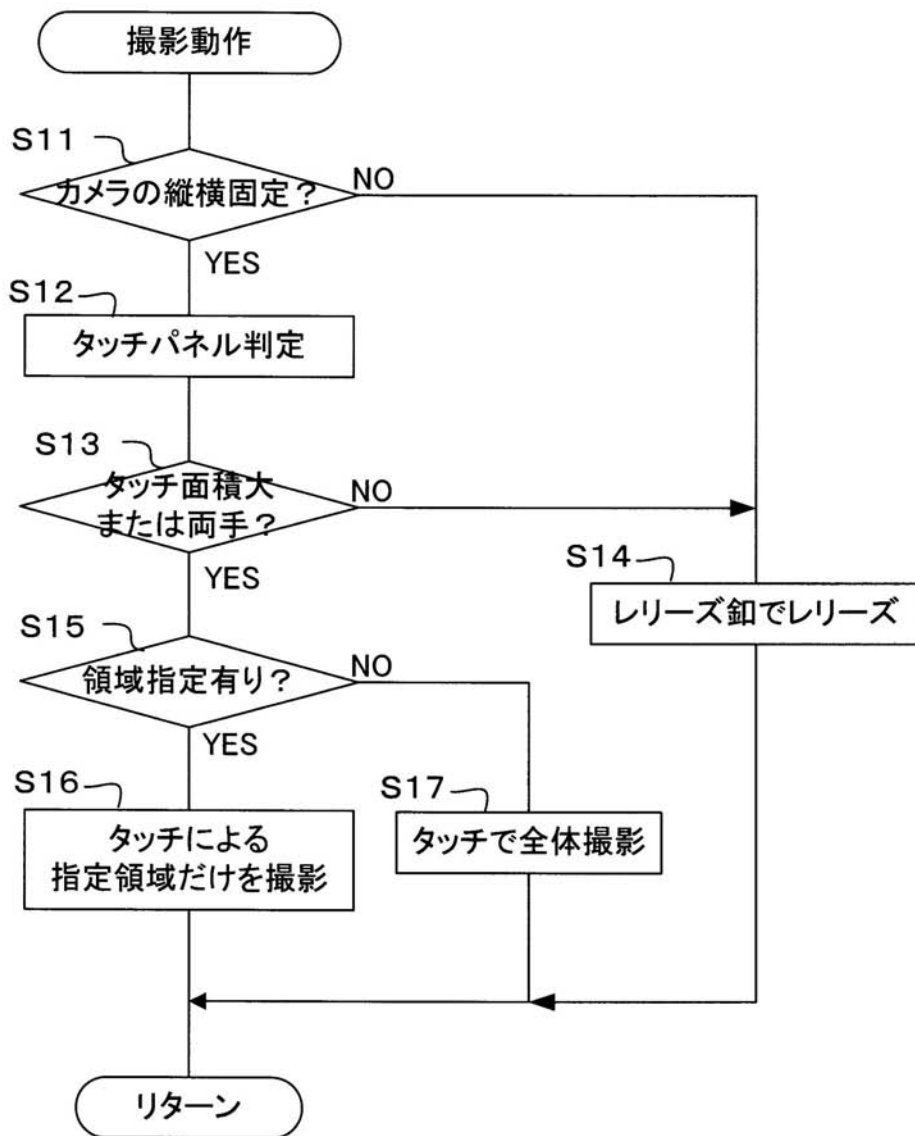 撮影動作
S11
カメラの縦横固定？
NO
YES
S12
タッチパネル判定
S13
タッチ面積大
または両手？
NO
YES
S14
レリーズ釦でレリーズ
S15
領域指定有り？
NO
YES
S16
タッチによる
指定領域だけを撮影
S17
タッチで全体撮影
リターン